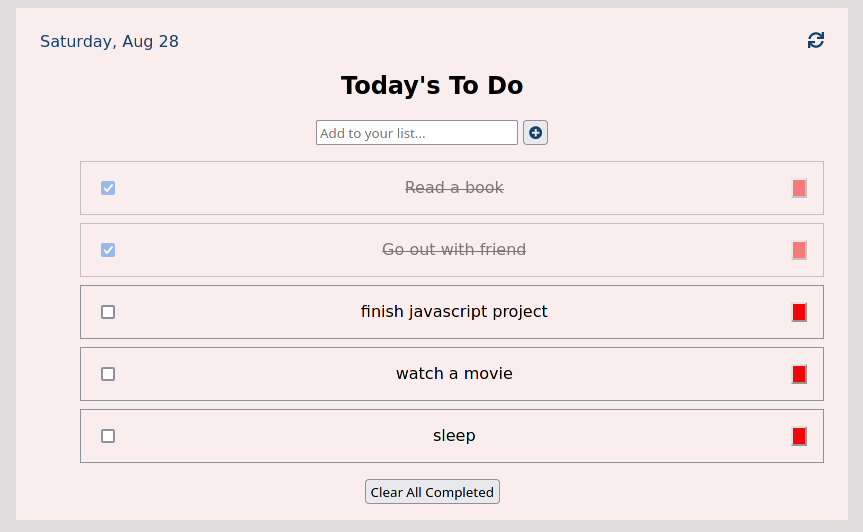 Saturday, Aug 28
Today's To Do
Add to your list...
Read a book
Go out with friend
finish javascript project
watch a movie
sleep
Clear All Completed